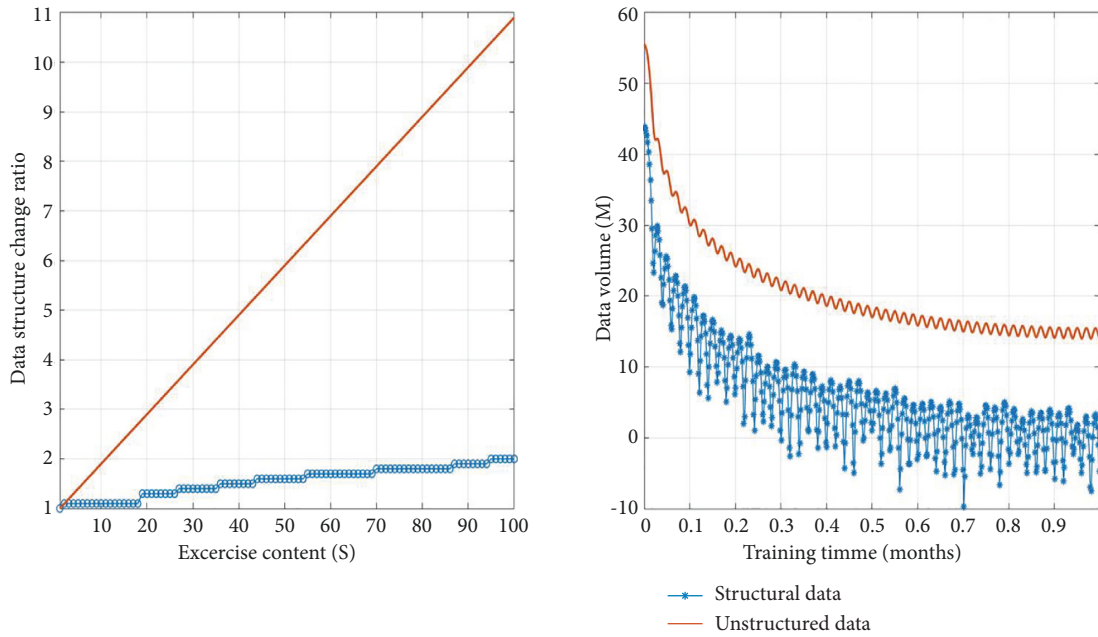 Data structure change ratio
11
10
9
8
7
6
5
4
3
2
1
10 20 30 40 50 60 70 80 90 100
Excercise content (S)
Data volume (M)
60
50
40
30
20
10
0
-10
0 0.1 0.2 0.3 0.4 0.5 0.6 0.7 0.8 0.9
Training timme (months)
Structural data
Unstructured data